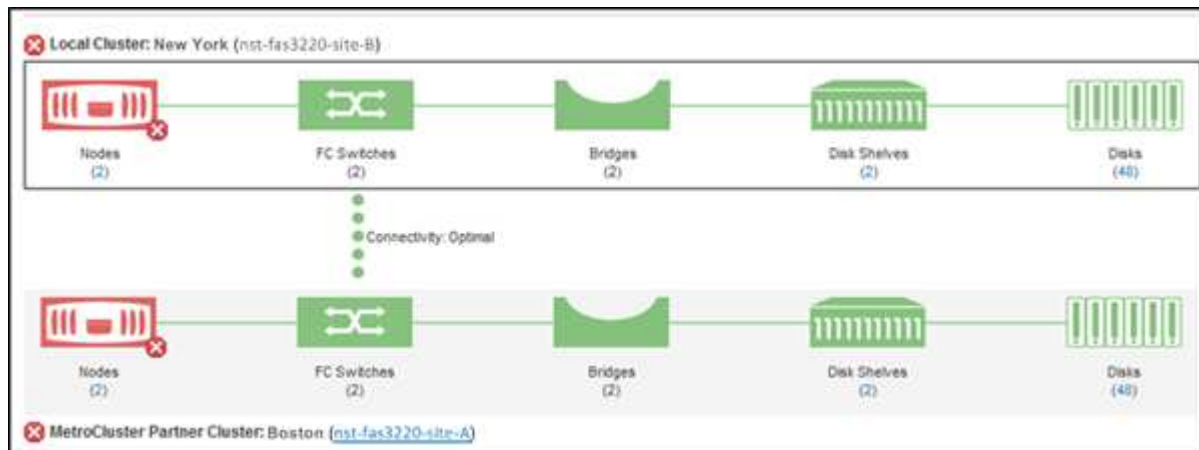 Local Cluster: New York (nst-fas3220-site-B)
Nodes FC Switches Bridges Disk Shelves Disks
(2) (2) (2) (2) (48)
Connectivity: Optimal
Nodes FC Switches Bridges Disk Shelves Disks
(2) (2) (2) (2) (48)
MetroCluster Partner Cluster: Boston (nst-fas3220-site-A)